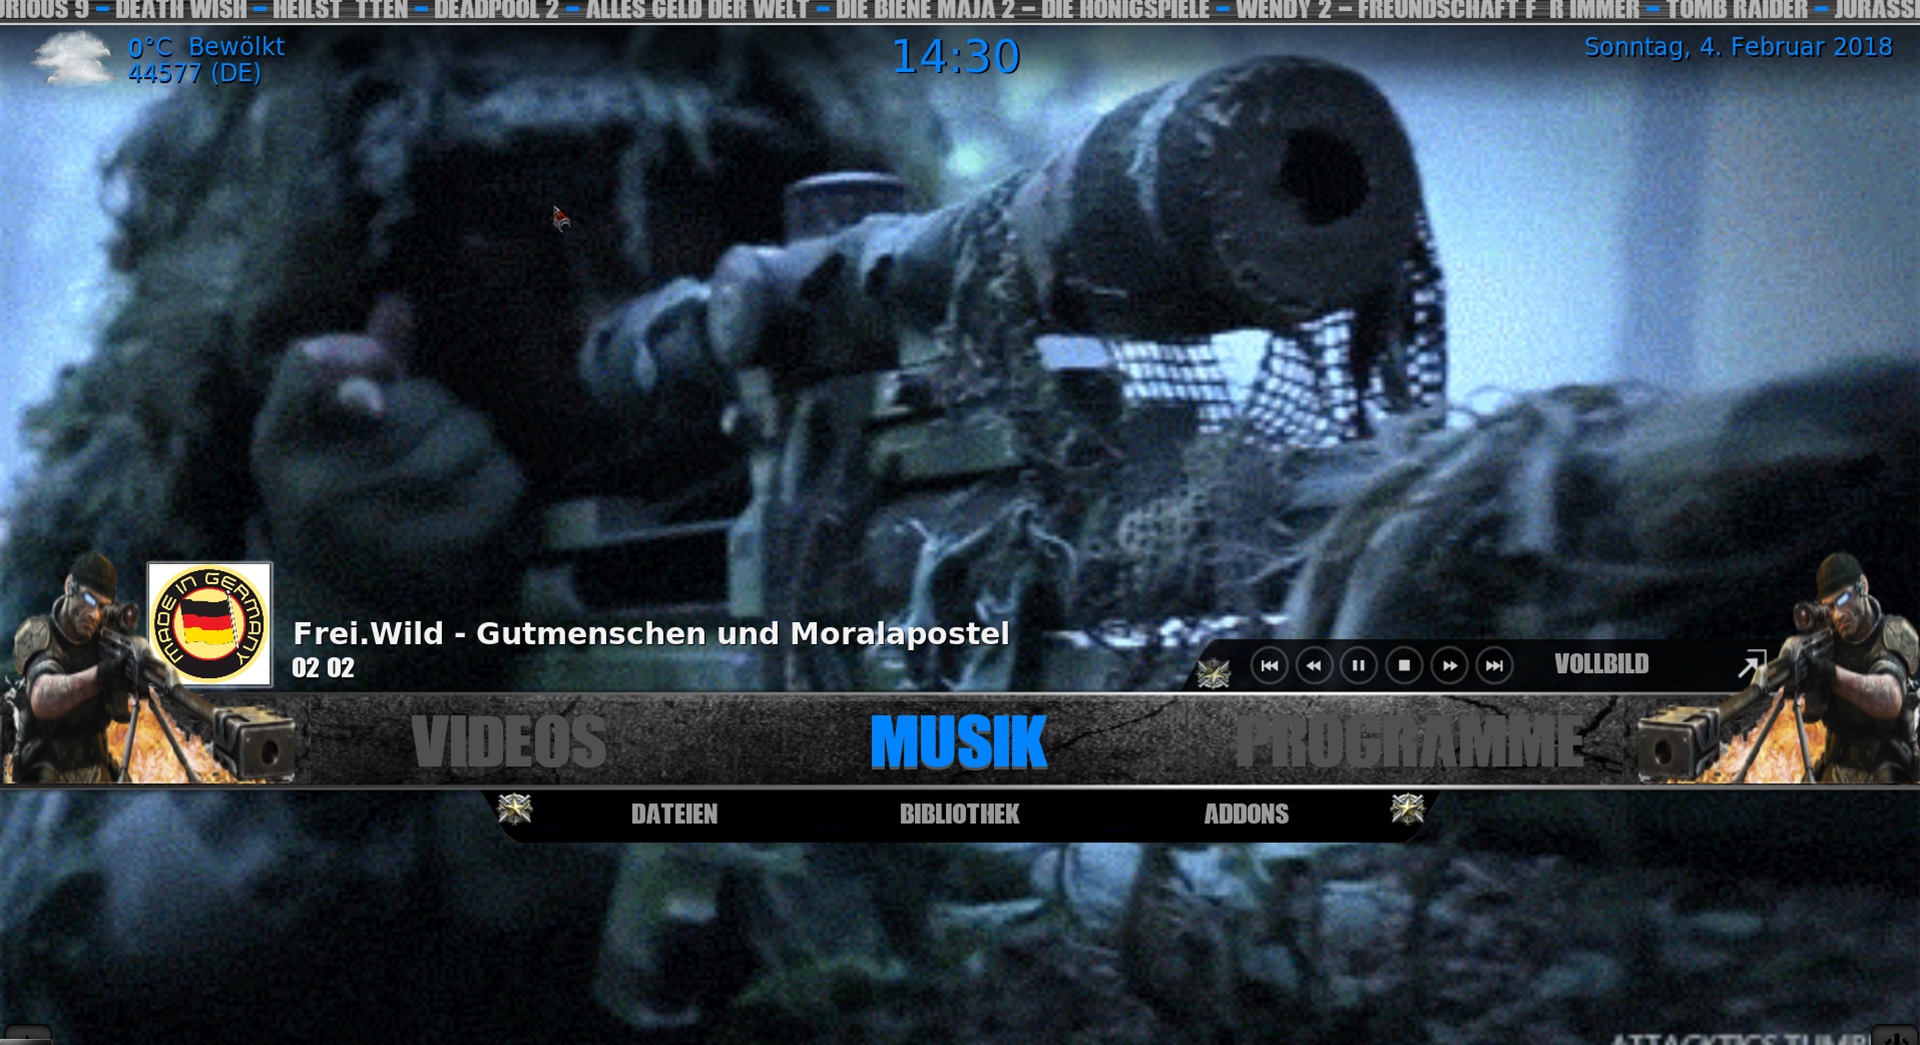 RIOUS 9 – DEATH WISH – HEILST TTEN – DEADPOOL 2 – ALLES GELD DER WELT – DIE BIENE MAJA 2 – DIE HONIGSPIELE – WENDY 2 – FREUNDSCHAFT F R IMMER – TOMB RAIDER – JURASS
0°C Bewölkt
44577 (DE)
14:30
Sonntag, 4. Februar 2018
MADE IN GERMANY
Frei.Wild - Gutmenschen und Moralapostel
02 02
VOLLBILD
VIDEOS
MUSIK
PROGRAMME
DATEIEN
BIBLIOTHEK
ADDONS